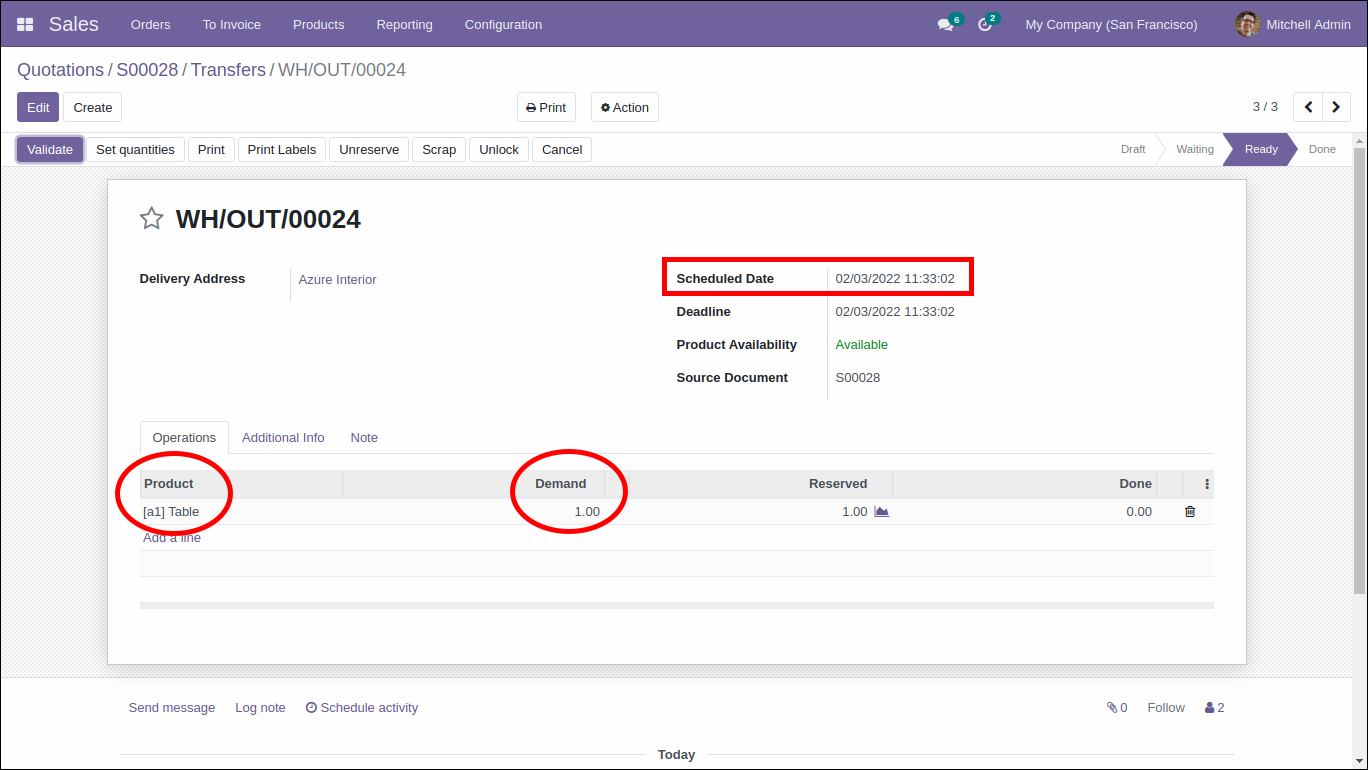 Sales Orders To Invoice Products Reporting Configuration 6 2 My Company (San Francisco) Mitchell Admin
Quotations / S00028 / Transfers / WH/OUT/00024
Edit Create Print Action 3 / 3
Validate Set quantities Print Print Labels Unreserve Scrap Unlock Cancel Draft Waiting Ready Done
WH/OUT/00024
Delivery Address Azure Interior Scheduled Date 02/03/2022 11:33:02
Deadline 02/03/2022 11:33:02
Product Availability Available
Source Document S00028
Operations Additional Info Note
Product Demand Reserved Done
[a1] Table 1.00 1.00 0.00
Add a line
Send message Log note Schedule activity 0 Follow 2
Today